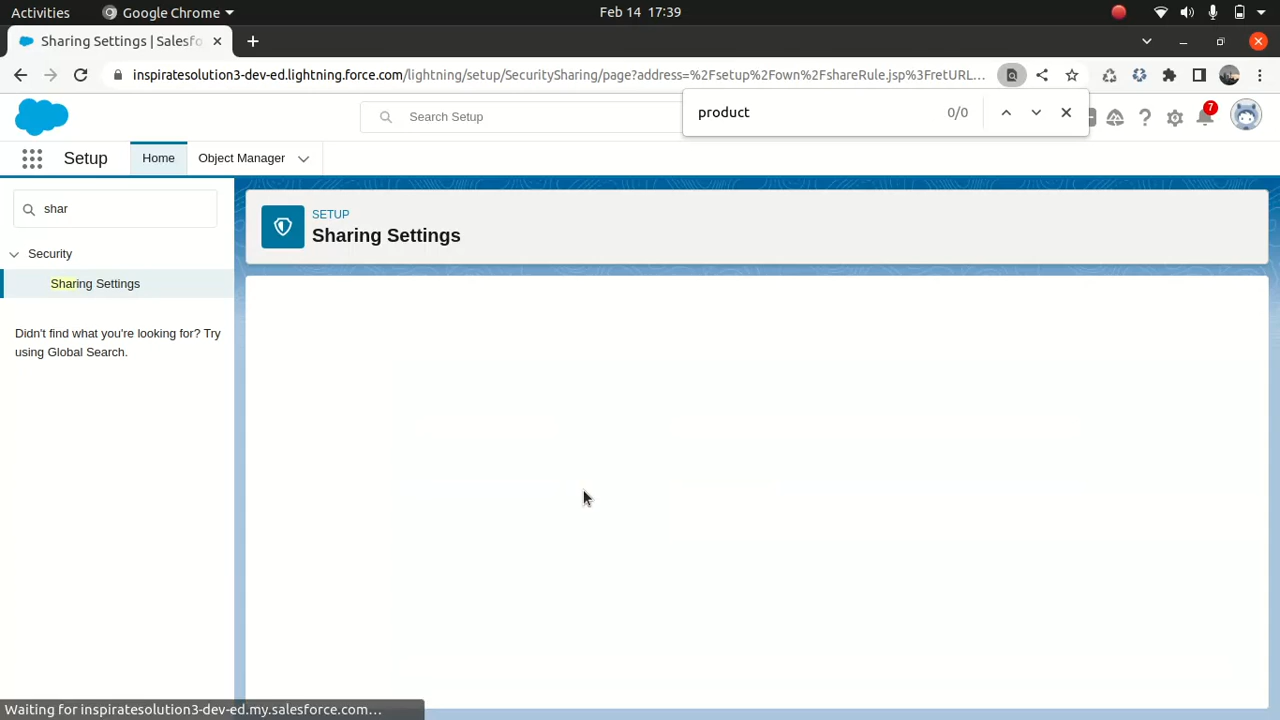 Activities
Google Chrome
Feb 14 17:39
Sharing Settings | Salesfo
inspiratesolution3-dev-ed.lightning.force.com/lightning/setup/SecuritySharing/page?address=%2Fsetup%2Fown%2FshareRule.jsp%3FretURL...
product
0/0
Search Setup
7
Setup
Home
Object Manager
shar
Security
Sharing Settings
Didn't find what you're looking for? Try
using Global Search.
SETUP
Sharing Settings
Waiting for inspiratesolution3-dev-ed.my.salesforce.com...